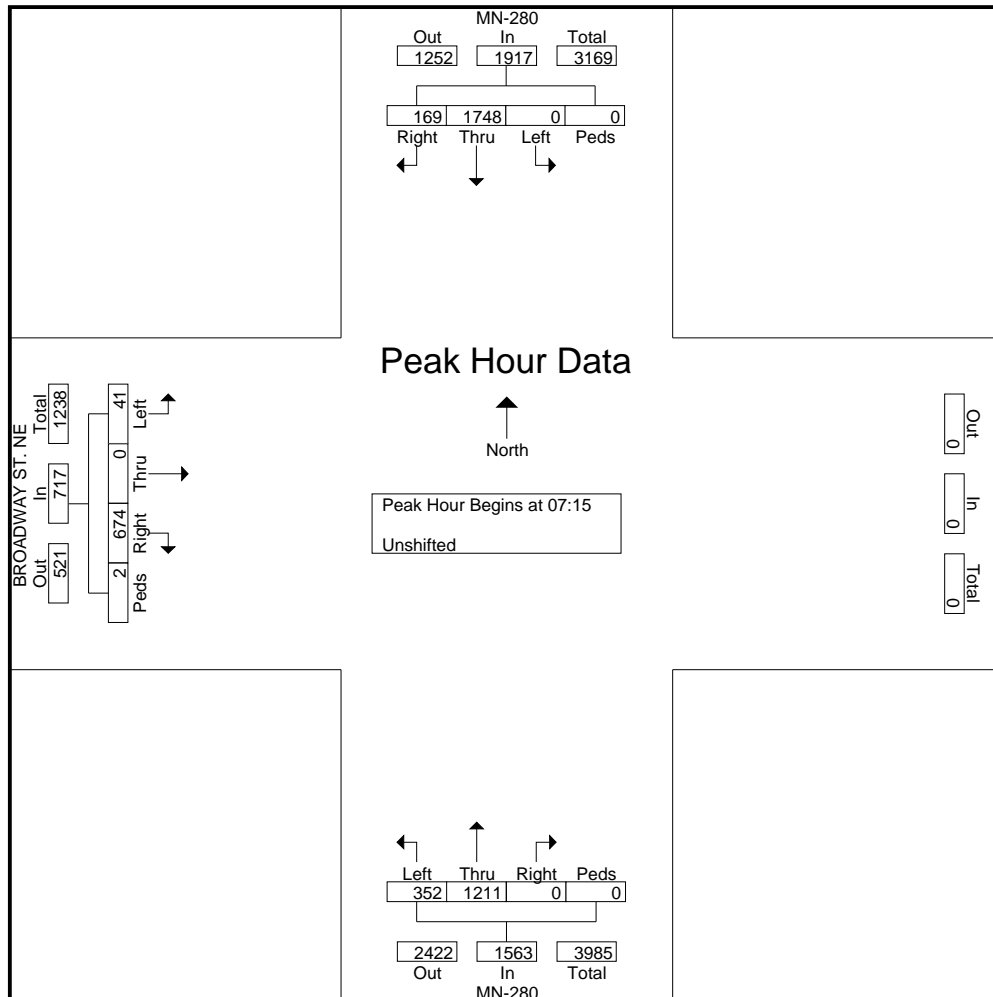 MN-280
Out In Total
1252 1917 3169
169 1748 0 0
Right Thru Left Peds
Peak Hour Data
North
Peak Hour Begins at 07:15
Unshifted
BROADWAY ST. NE
Out In Total
521 717 1238
2 674 0 41
Peds Right Thru Left
Out In Total
0 0 0
Left Thru Right Peds
352 1211 0 0
2422 1563 3985
Out In Total
MN-280